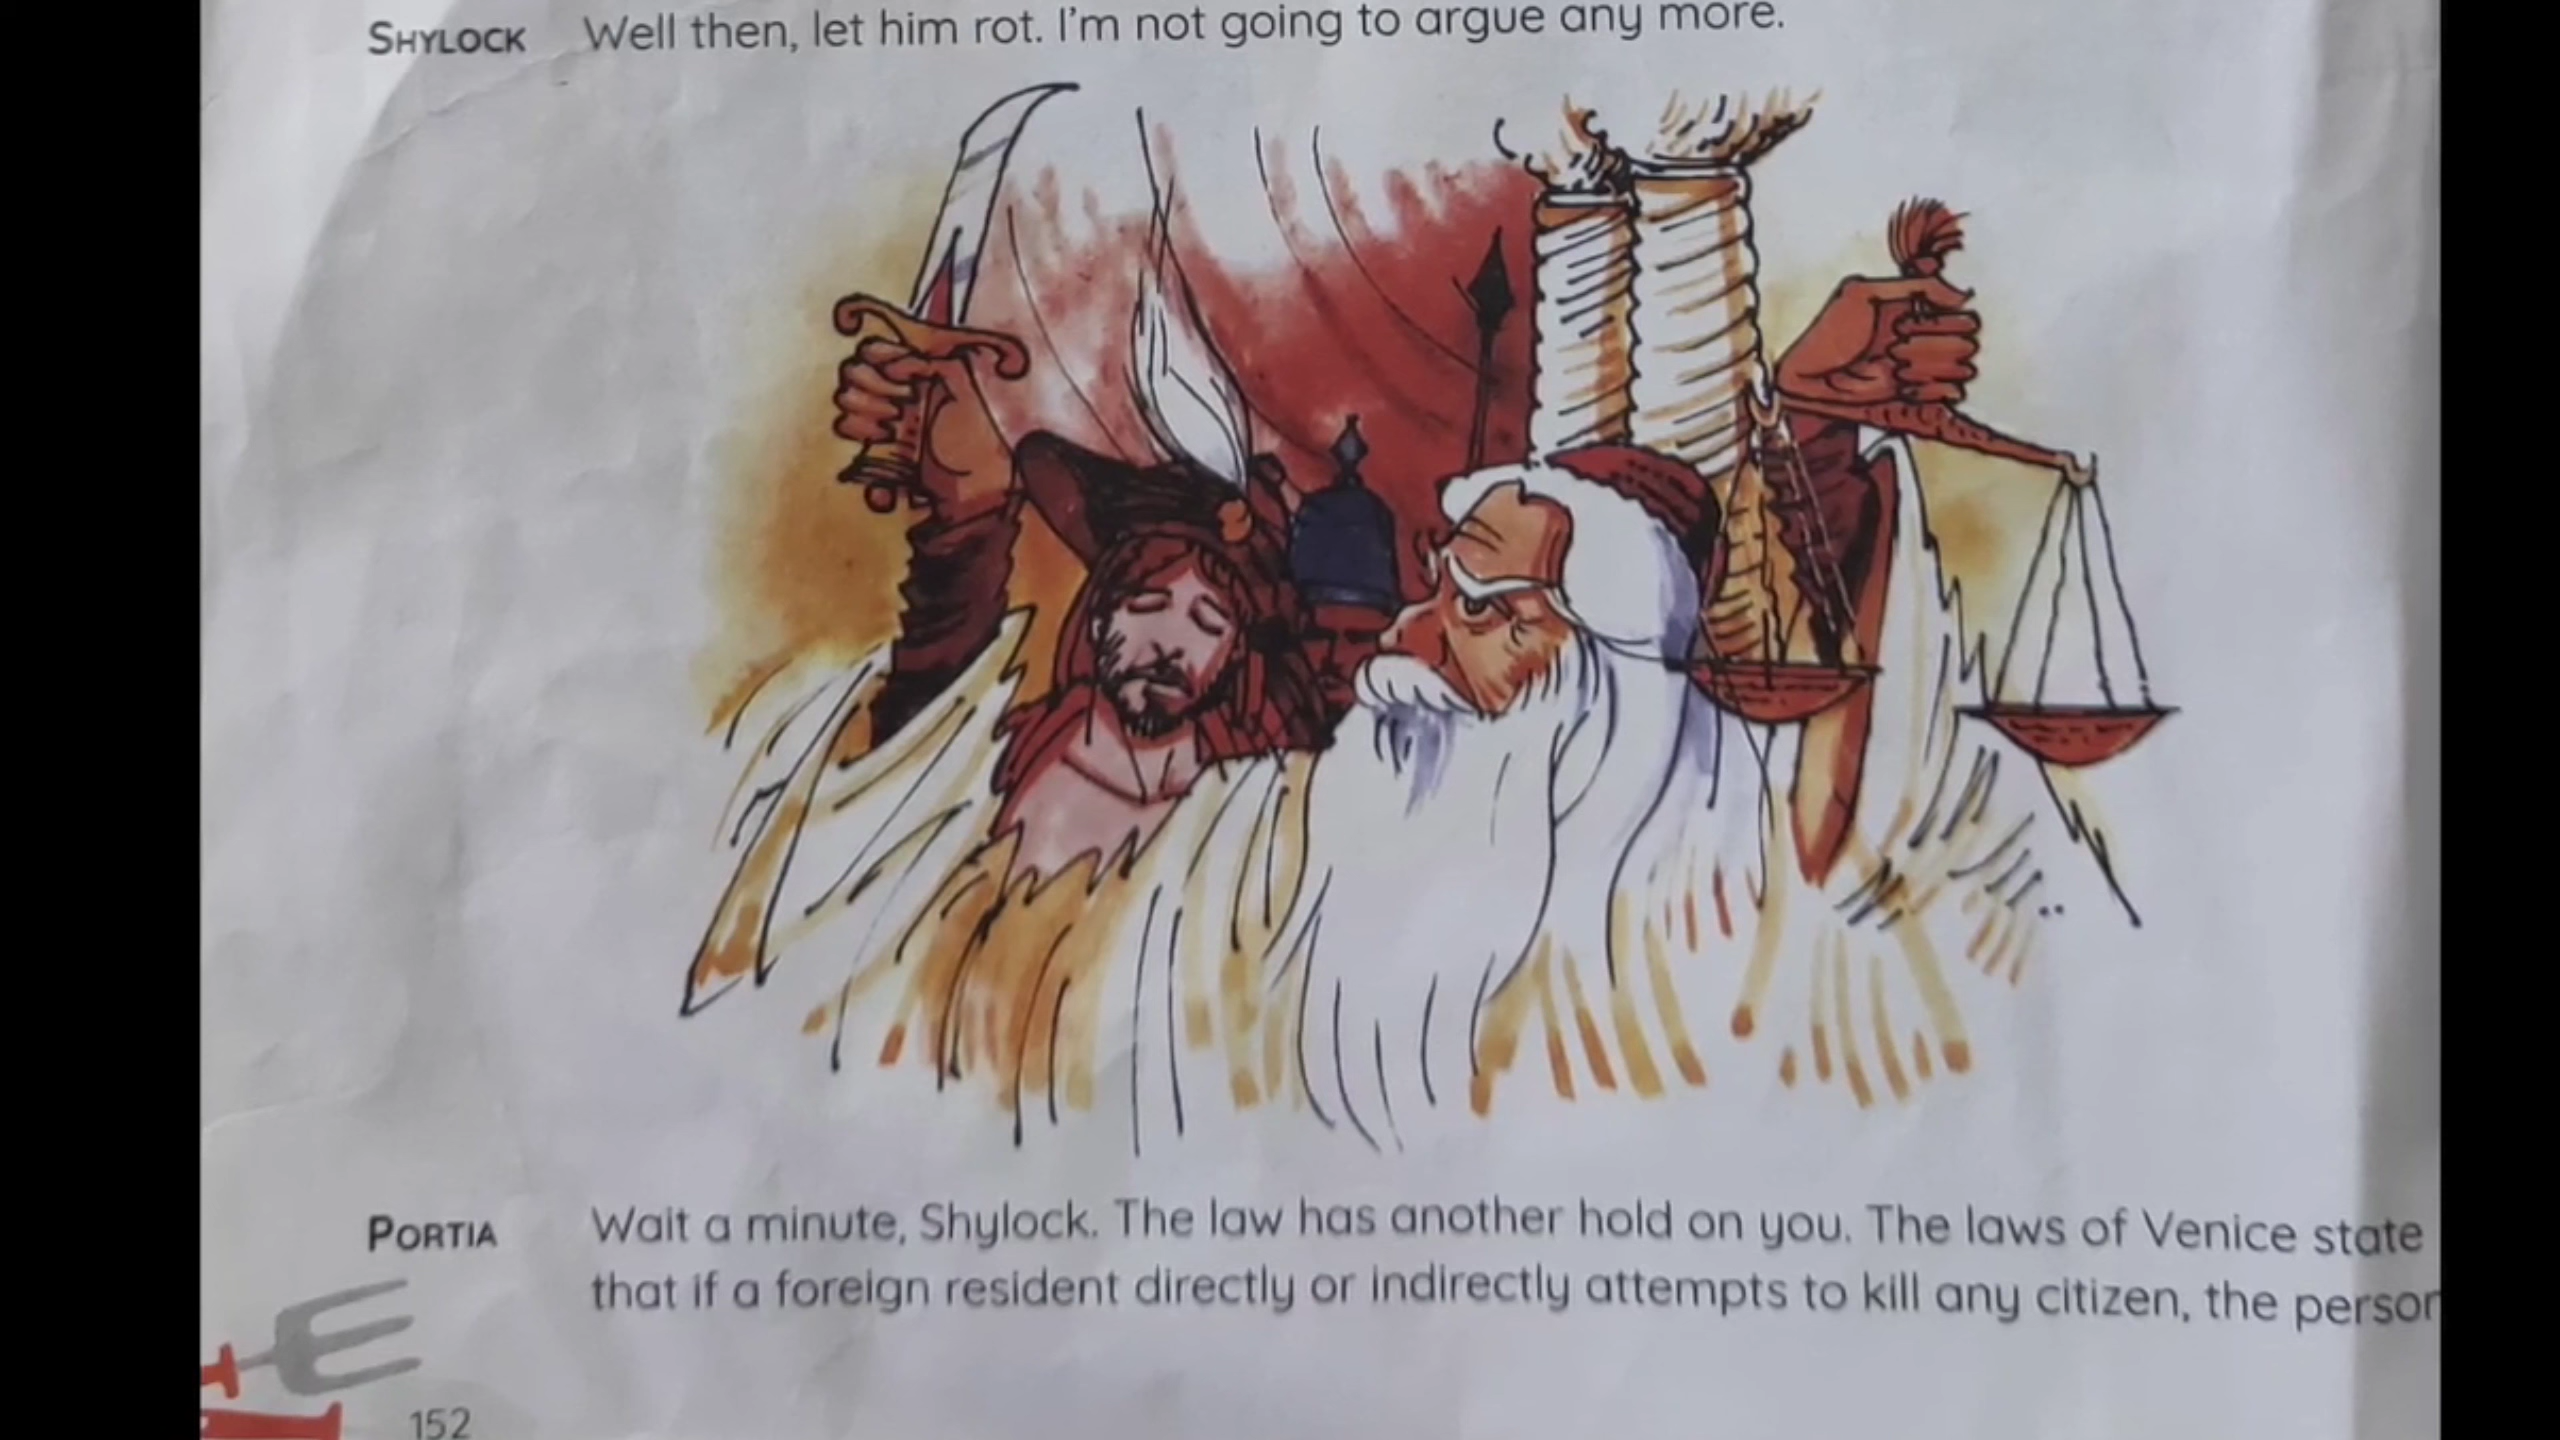 SHYLOCK Well then, let him rot. I'm not going to argue any more.
PORTIA Wait a minute, Shylock. The law has another hold on you. The laws of Venice state
that if a foreign resident directly or indirectly attempts to kill any citizen, the person
152